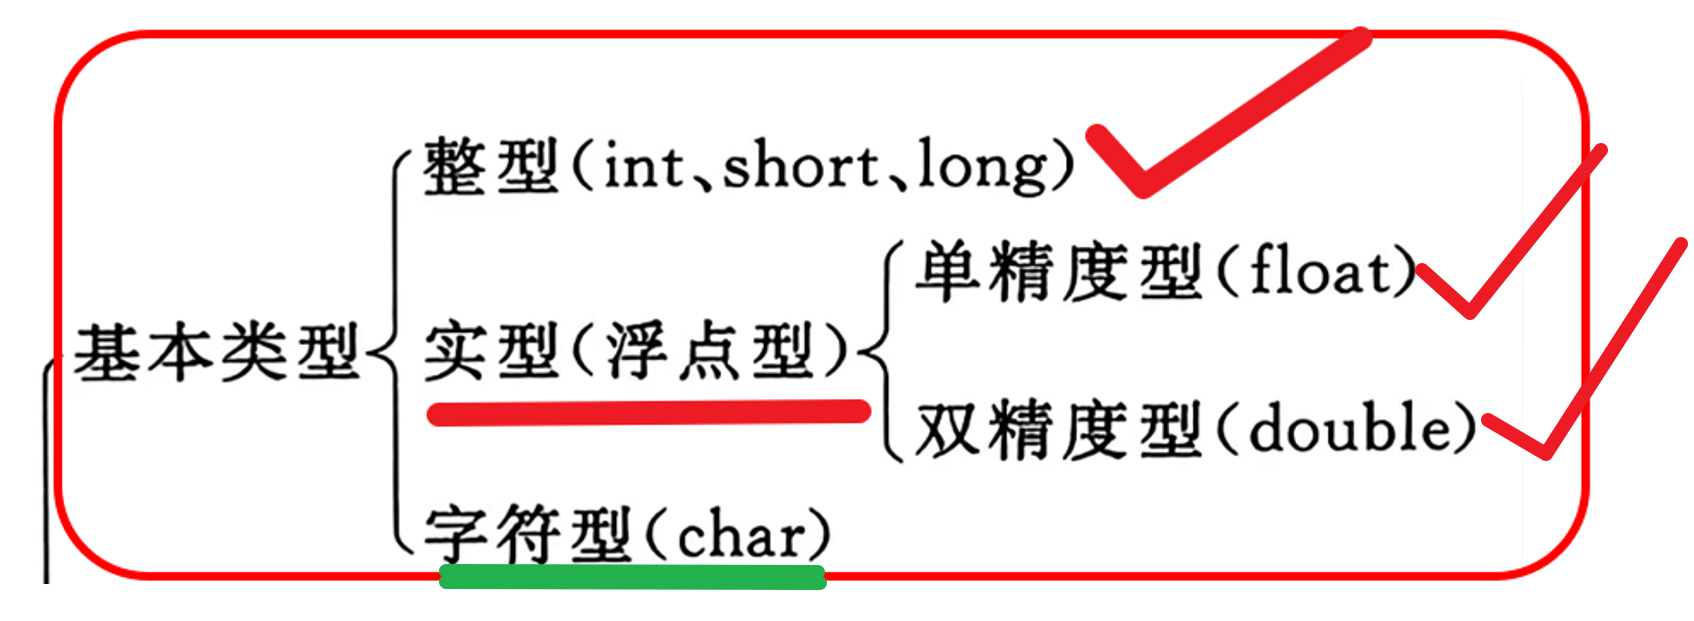 整型(int、short、long)
单精度型(float)
基本类型 实型(浮点型)
双精度型(double)
字符型(char)